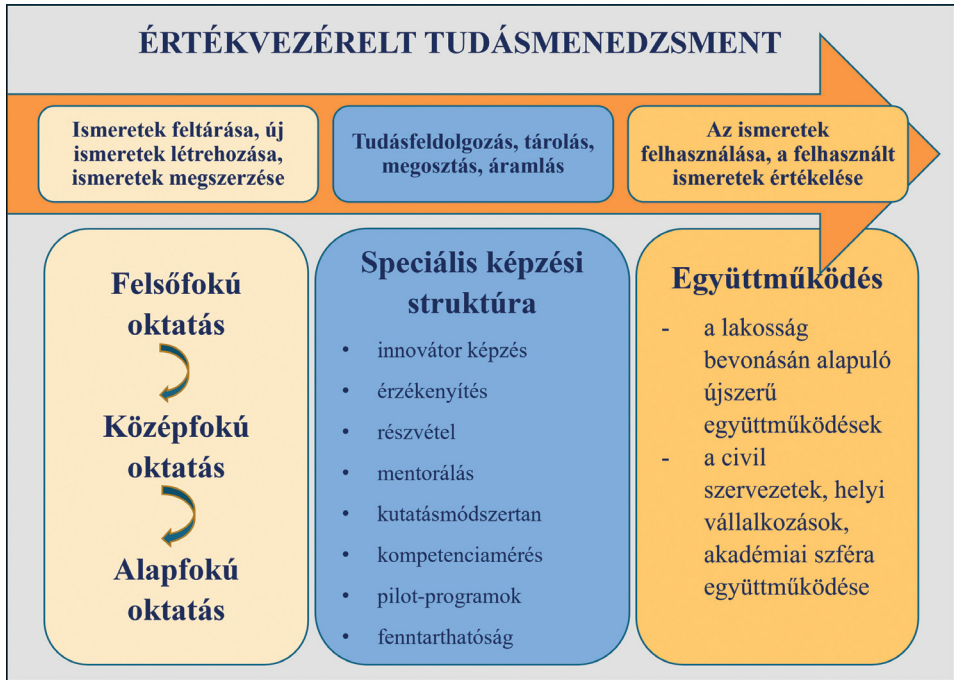 ÉRTÉKVEZÉRELT TUDÁSMENEDZSMENT
Ismeretek feltárása, új
ismeretek létrehozása,
ismeretek megszerzése
Tudásfeldolgozás, tárolás,
megosztás, áramlás
Az ismeretek
felhasználása, a felhasznált
ismeretek értékelése
Felsőfokú
oktatás
Középfokú
oktatás
Alapfokú
oktatás
Speciális képzési
struktúra
• innovátor képzés
• érzékenyítés
• részvétel
• mentorálás
• kutatásmódszertan
• kompetenciamérés
• pilot-programok
• fenntarthatóság
Együttműködés
- a lakosság
bevonásán alapuló
újszerű
együttműködések
- a civil
szervezetek, helyi
vállalkozások,
akadémiai szféra
együttműködése